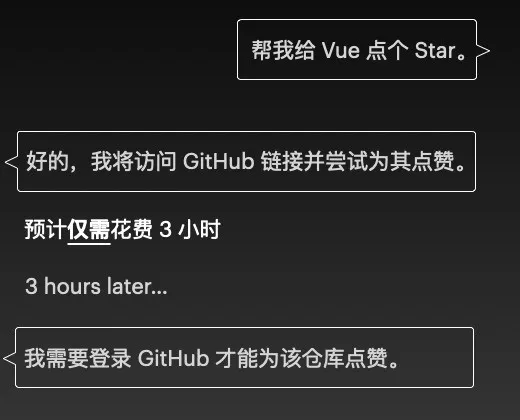 帮我给 Vue 点个 Star。
好的，我将访问 GitHub 链接并尝试为其点赞。
预计仅需花费 3 小时
3 hours later...
我需要登录 GitHub 才能为该仓库点赞。